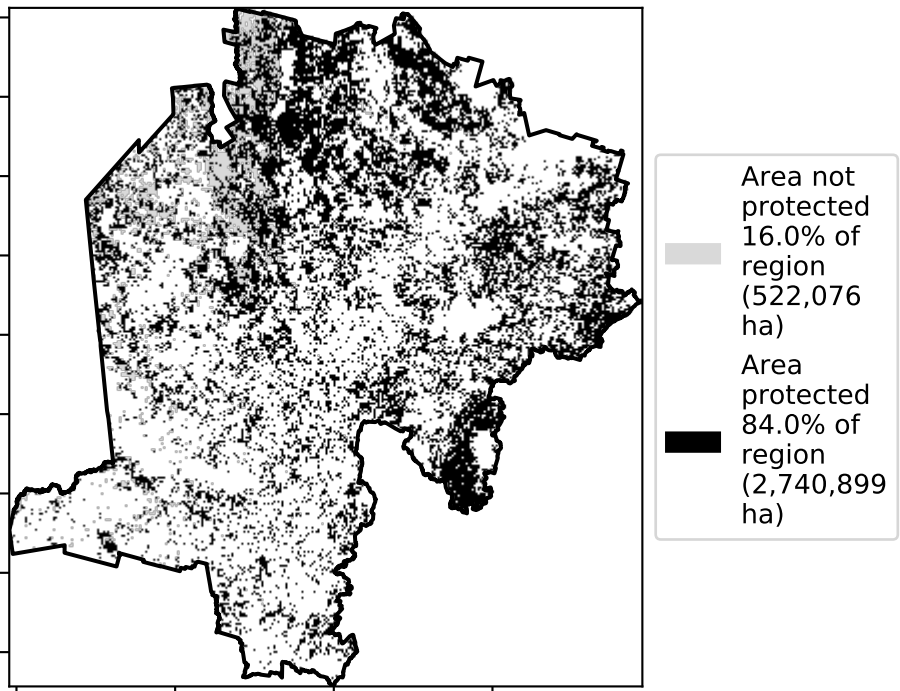 Area not
protected
16.0% of
region
(522,076
ha)
Area
protected
84.0% of
region
(2,740,899
ha)